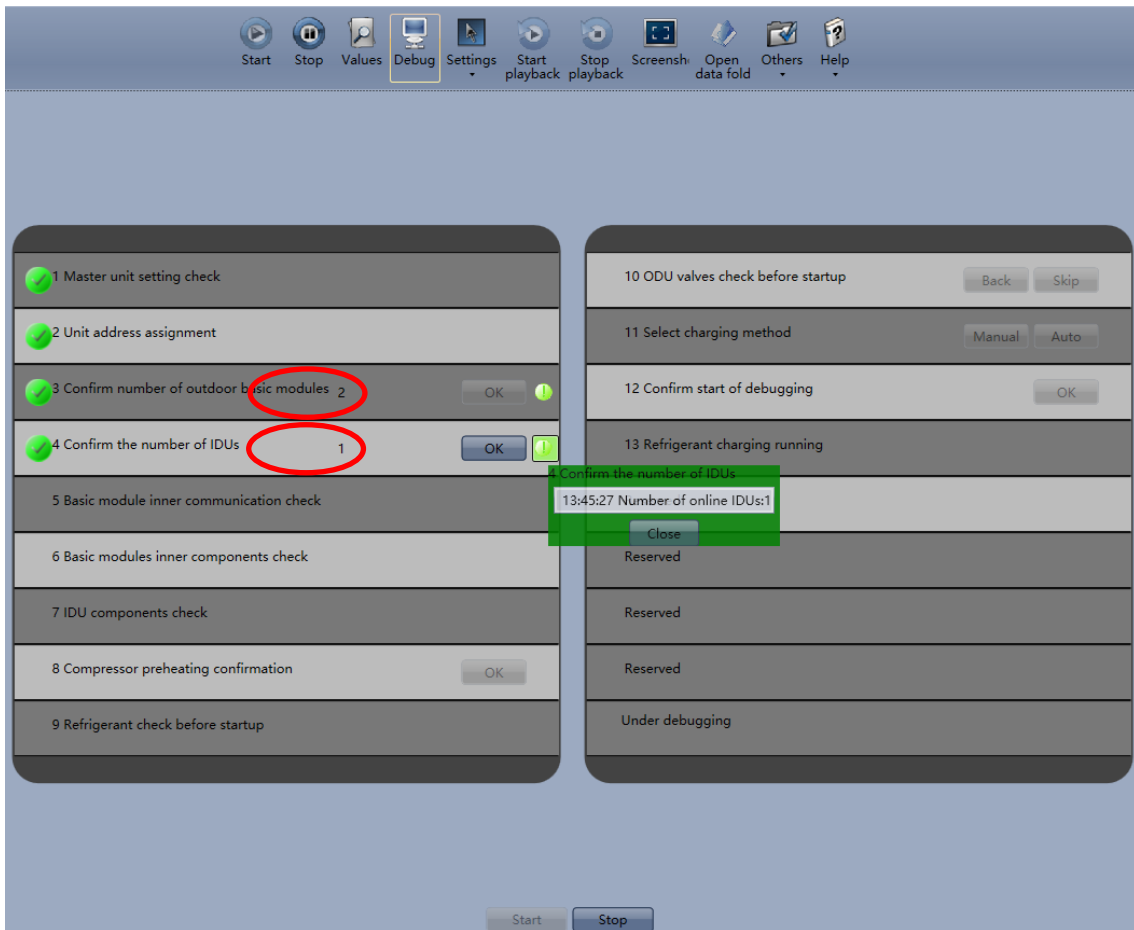 Start
Stop
Values
Debug
Settings
Start
playback
Stop
playback
Screensh
Open
data fold
Others
Help
1 Master unit setting check
2 Unit address assignment
3 Confirm number of outdoor basic modules 2 OK
4 Confirm the number of IDUs 1 OK
5 Basic module inner communication check
6 Basic modules inner components check
7 IDU components check
8 Compressor preheating confirmation OK
9 Refrigerant check before startup
10 ODU valves check before startup Back Skip
11 Select charging method Manual Auto
12 Confirm start of debugging OK
13 Refrigerant charging running
4 Confirm the number of IDUs
13:45:27 Number of online IDUs:1
Close
Reserved
Reserved
Reserved
Under debugging
Start Stop